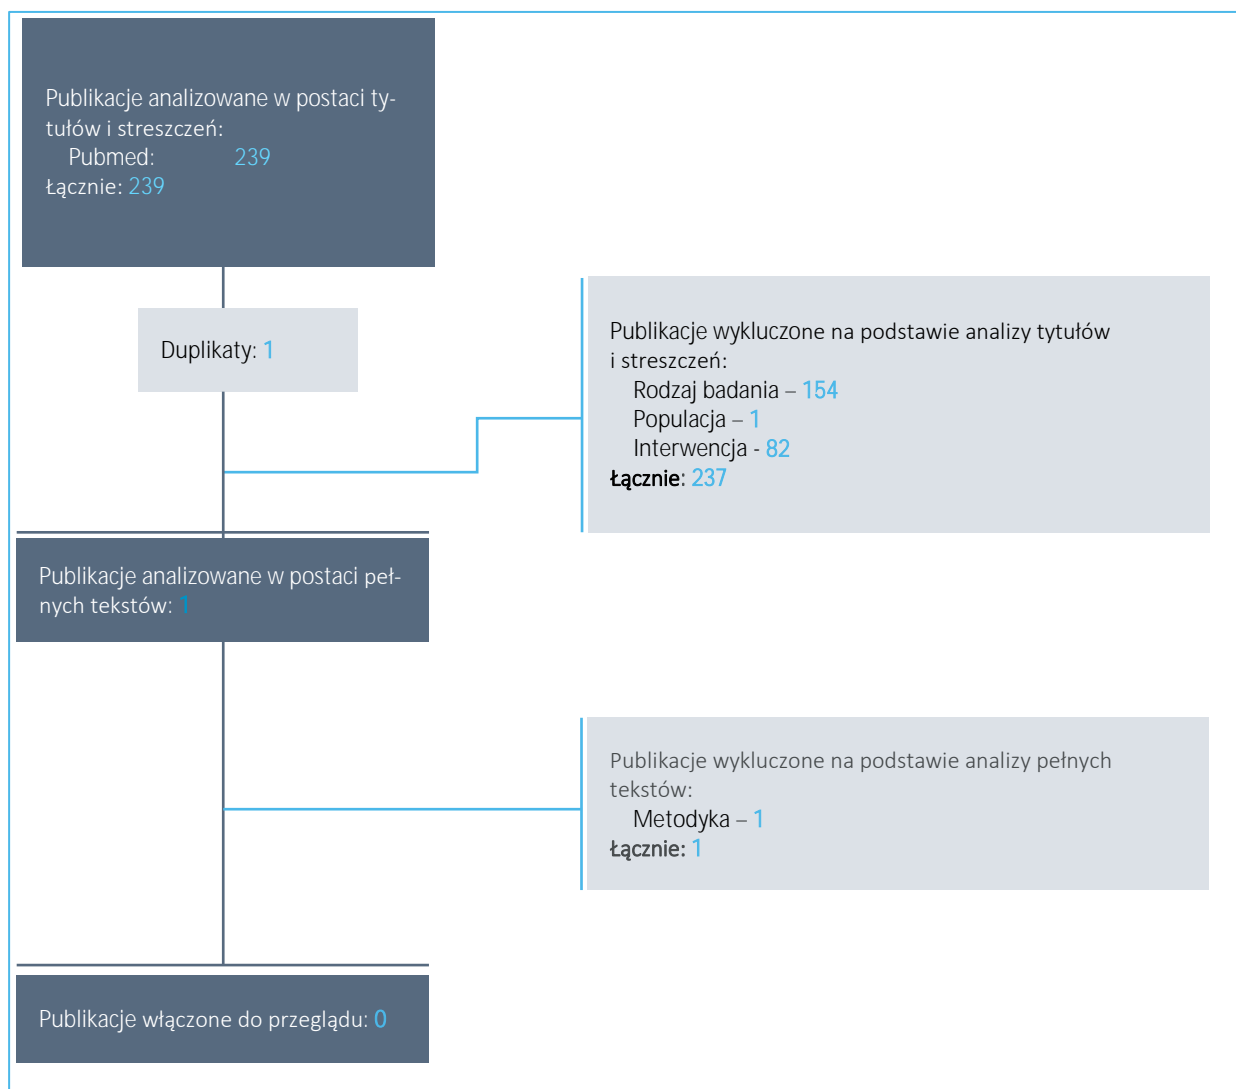 Publikacje analizowane w postaci ty-
tułów i streszczeń:
Pubmed: 239
Łącznie: 239
Duplikaty: 1
Publikacje wykluczone na podstawie analizy tytułów
i streszczeń:
Rodzaj badania – 154
Populacja – 1
Interwencja - 82
Łącznie: 237
Publikacje analizowane w postaci peł-
nych tekstów: 1
Publikacje wykluczone na podstawie analizy pełnych
tekstów:
Metodyka – 1
Łącznie: 1
Publikacje włączone do przeglądu: 0